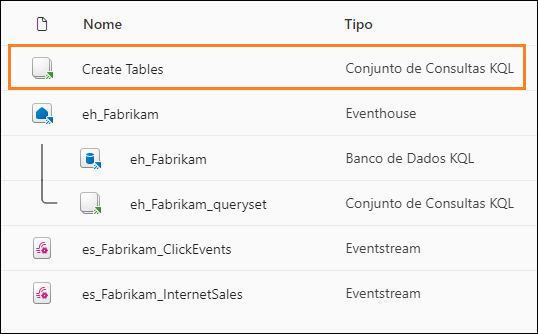 Nome Tipo
Create Tables Conjunto de Consultas KQL
eh_Fabrikam Eventhouse
eh_Fabrikam Banco de Dados KQL
eh_Fabrikam_queryset Conjunto de Consultas KQL
es_Fabrikam_ClickEvents Eventstream
es_Fabrikam_InternetSales Eventstream